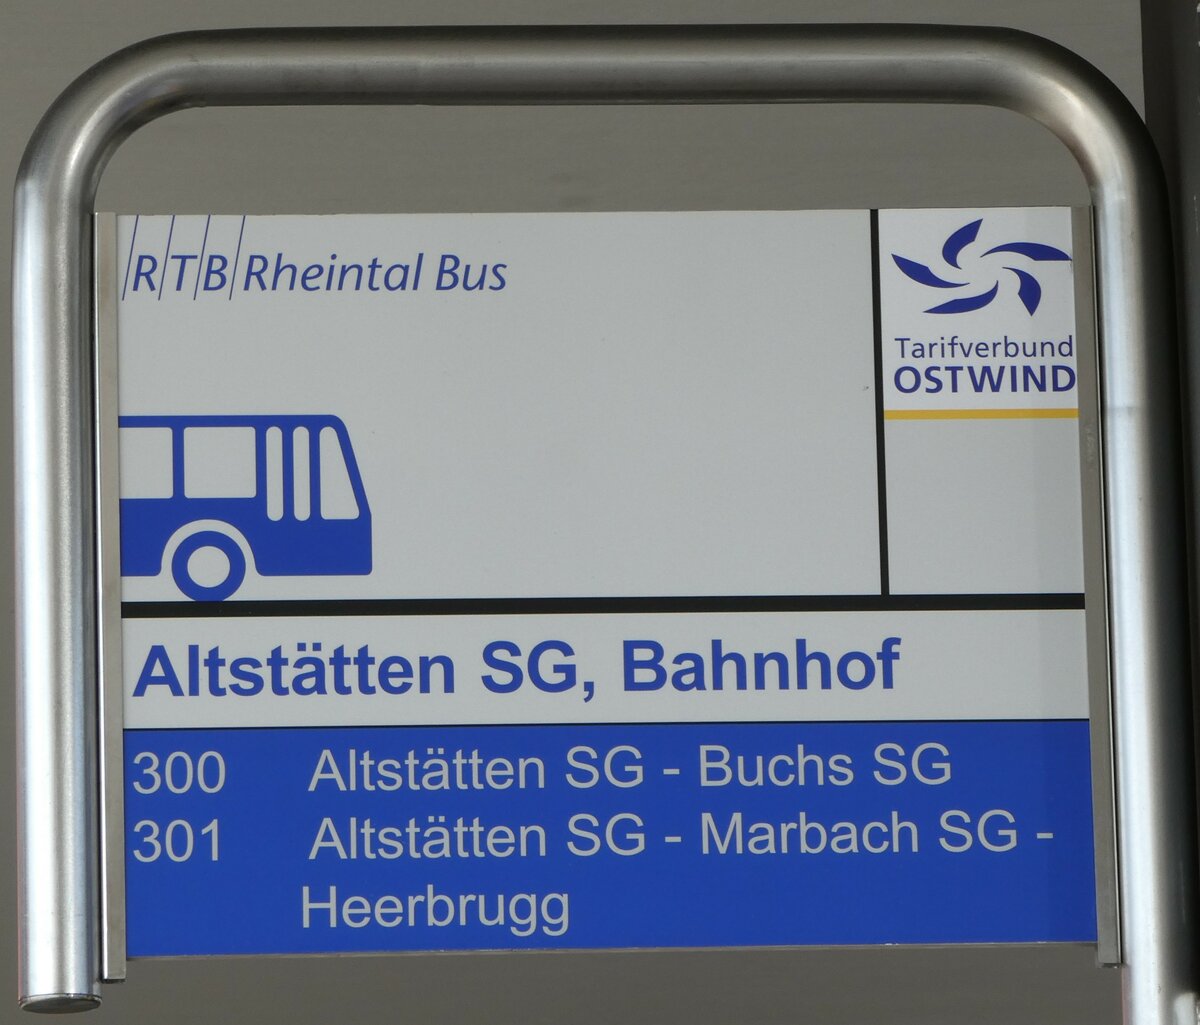 RTB Rheintal Bus
Tarifverbund
OSTWIND
Altstätten SG, Bahnhof
300 Altstätten SG - Buchs SG
301 Altstätten SG - Marbach SG -
Heerbrugg